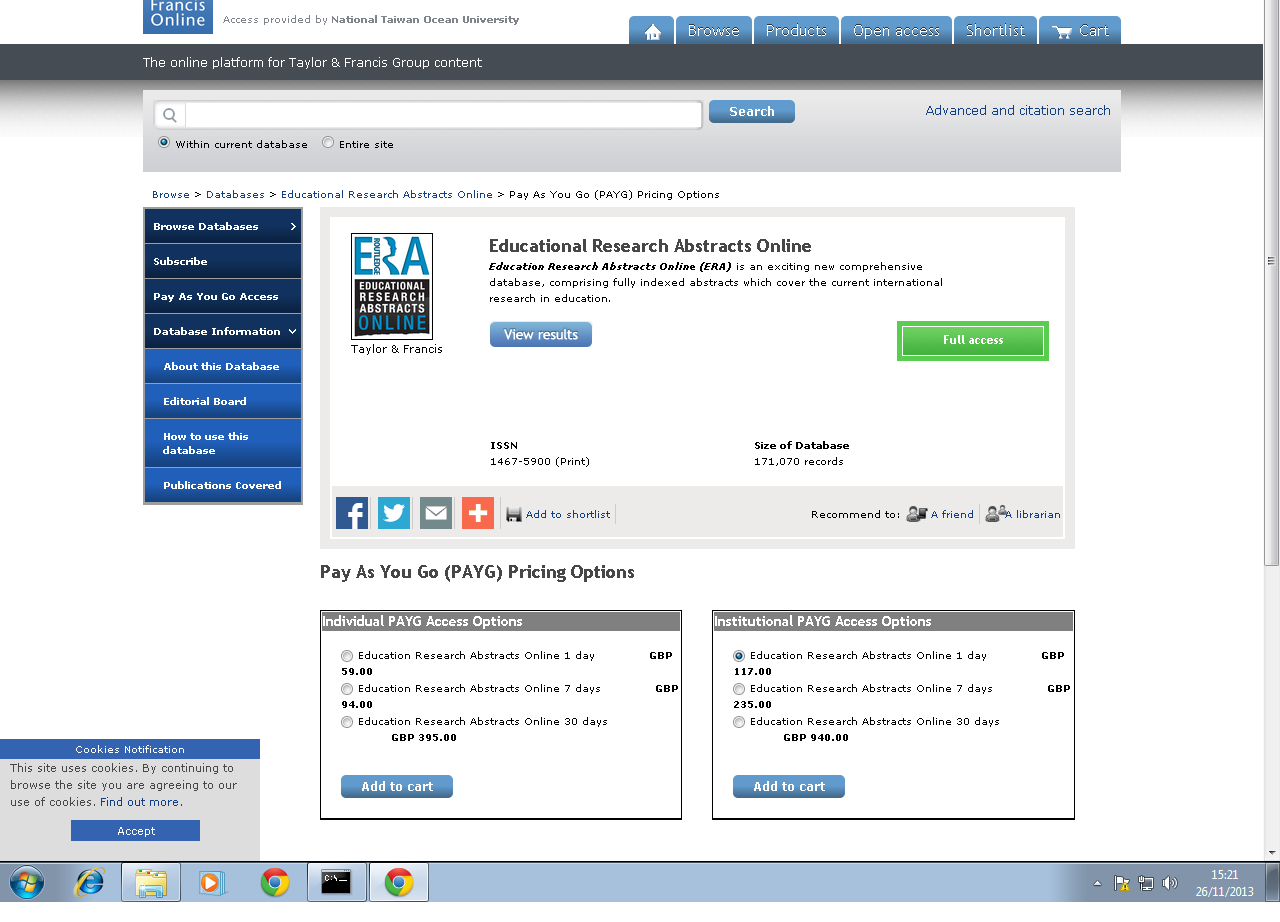 Francis
Online
Access provided by National Taiwan Ocean University
Browse
Products
Open access
Shortlist
Cart
The online platform for Taylor & Francis Group content
Search
Advanced and citation search
Within current database
Entire site
Browse > Databases > Educational Research Abstracts Online > Pay As You Go (PAYG) Pricing Options
Browse Databases
Subscribe
Pay As You Go Access
Database Information
About this Database
Editorial Board
How to use this
database
Publications Covered
ROUTLEDGE
ERA
EDUCATIONAL
RESEARCH
ABSTRACTS
ONLINE
Taylor & Francis
Educational Research Abstracts Online
Education Research Abstracts Online (ERA) is an exciting new comprehensive
database, comprising fully indexed abstracts which cover the current international
research in education.
View results
Full access
ISSN
1467-5900 (Print)
Size of Database
171,070 records
Add to shortlist
Recommend to: A friend A librarian
Pay As You Go (PAYG) Pricing Options
Individual PAYG Access Options
Education Research Abstracts Online 1 day GBP
59.00
Education Research Abstracts Online 7 days GBP
94.00
Education Research Abstracts Online 30 days
GBP 395.00
Add to cart
Institutional PAYG Access Options
Education Research Abstracts Online 1 day GBP
117.00
Education Research Abstracts Online 7 days GBP
235.00
Education Research Abstracts Online 30 days
GBP 940.00
Add to cart
Cookies Notification
This site uses cookies. By continuing to
browse the site you are agreeing to our
use of cookies. Find out more.
Accept
C:\_
15:21
26/11/2013